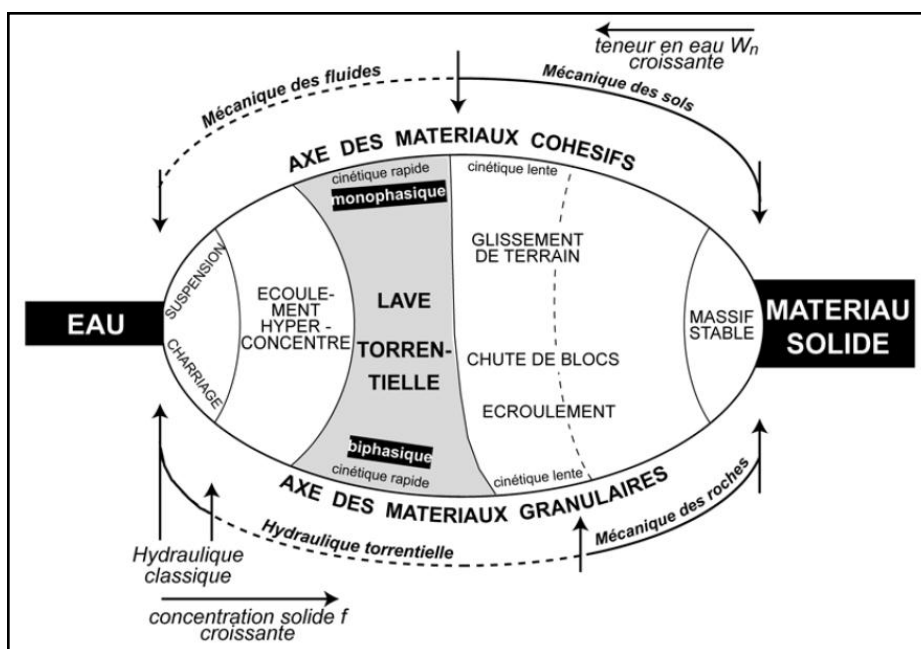 teneur en eau Wn
croissante
Mécanique des fluides
Mécanique des sols
AXE DES MATERIAUX COHESIFS
cinétique rapide
cinétique lente
monophasique
SUSPENSION
GLISSEMENT
DE TERRAIN
EAU
ECOULE-
MENT
HYPER -
CONCENTRE
LAVE
TORREN-
TIELLE
MASSIF
STABLE
MATERIAU
SOLIDE
CHARRIAGE
CHUTE DE BLOCS
ECROULEMENT
biphasique
cinétique rapide
cinétique lente
AXE DES MATERIAUX GRANULAIRES
Hydraulique torrentielle
Mécanique des roches
Hydraulique
classique
concentration solide f
croissante